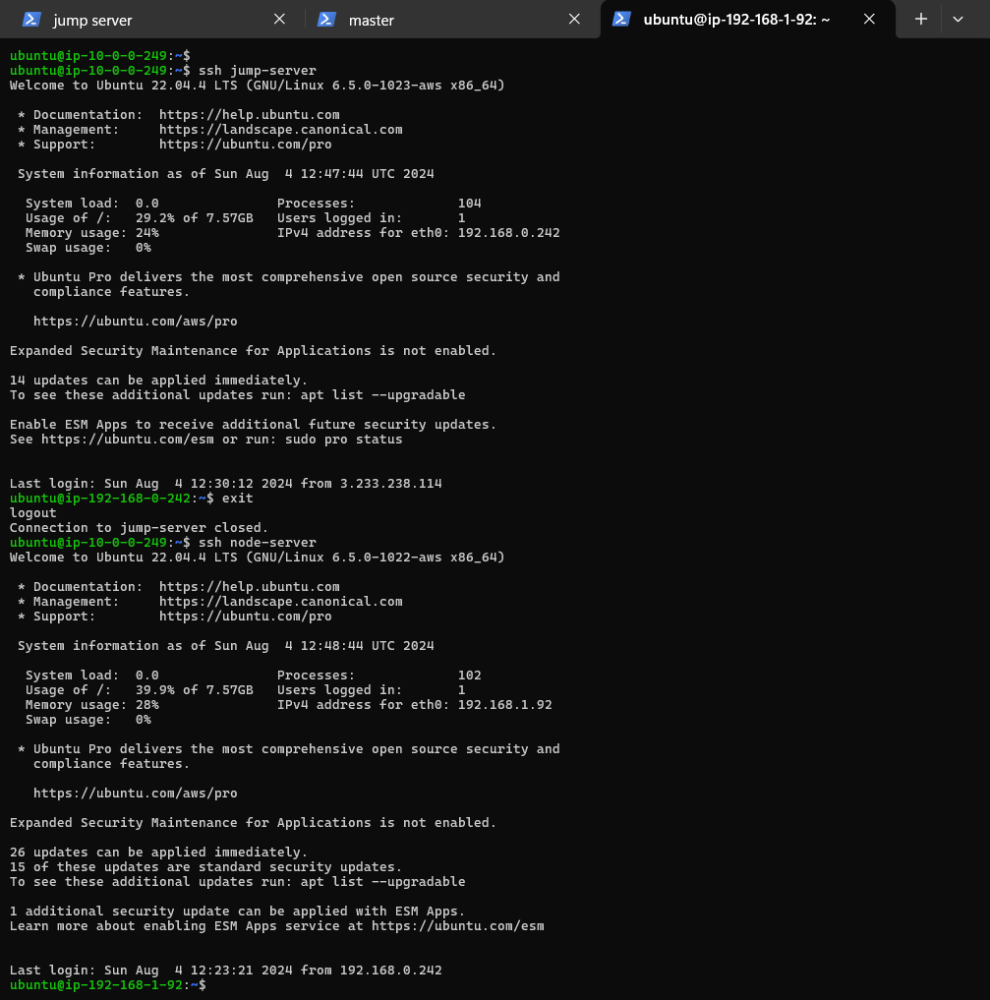 jump server
master
ubuntu@ip-192-168-1-92: ~
ubuntu@ip-10-0-0-249:~$
ubuntu@ip-10-0-0-249:~$ ssh jump-server
Welcome to Ubuntu 22.04.4 LTS (GNU/Linux 6.5.0-1023-aws x86_64)
* Documentation:  https://help.ubuntu.com
* Management:     https://landscape.canonical.com
* Support:        https://ubuntu.com/pro
System information as of Sun Aug  4 12:47:44 UTC 2024
System load:  0.0               Processes:             104
Usage of /:   29.2% of 7.57GB   Users logged in:       1
Memory usage: 24%               IPv4 address for eth0: 192.168.0.242
Swap usage:   0%
* Ubuntu Pro delivers the most comprehensive open source security and
compliance features.
https://ubuntu.com/aws/pro
Expanded Security Maintenance for Applications is not enabled.
14 updates can be applied immediately.
To see these additional updates run: apt list --upgradable
Enable ESM Apps to receive additional future security updates.
See https://ubuntu.com/esm or run: sudo pro status
Last login: Sun Aug  4 12:30:12 2024 from 3.233.238.114
ubuntu@ip-192-168-0-242:~$ exit
logout
Connection to jump-server closed.
ubuntu@ip-10-0-0-249:~$ ssh node-server
Welcome to Ubuntu 22.04.4 LTS (GNU/Linux 6.5.0-1022-aws x86_64)
* Documentation:  https://help.ubuntu.com
* Management:     https://landscape.canonical.com
* Support:        https://ubuntu.com/pro
System information as of Sun Aug  4 12:48:44 UTC 2024
System load:  0.0               Processes:             102
Usage of /:   39.9% of 7.57GB   Users logged in:       1
Memory usage: 28%               IPv4 address for eth0: 192.168.1.92
Swap usage:   0%
* Ubuntu Pro delivers the most comprehensive open source security and
compliance features.
https://ubuntu.com/aws/pro
Expanded Security Maintenance for Applications is not enabled.
26 updates can be applied immediately.
15 of these updates are standard security updates.
To see these additional updates run: apt list --upgradable
1 additional security update can be applied with ESM Apps.
Learn more about enabling ESM Apps service at https://ubuntu.com/esm
Last login: Sun Aug  4 12:23:21 2024 from 192.168.0.242
ubuntu@ip-192-168-1-92:~$